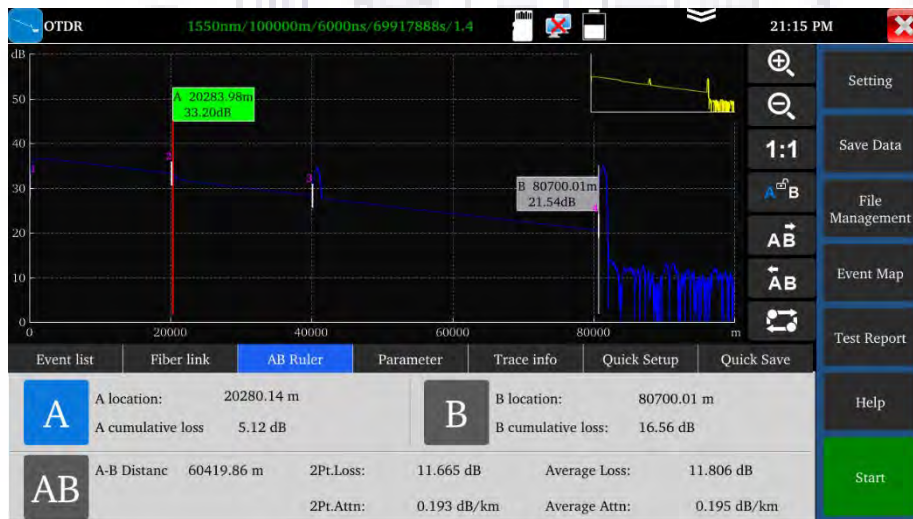 OTDR 1550nm/100000m/6000ns/69917888s/1.4 21:15 PM
dB
50
40
30
20
10
0
0 20000 40000 60000 80000 m
A 20283.98m
33.20dB
B 80700.01m
21.54dB
1
2
3
4
1:1
A B
AB
AB
Setting
Save Data
File
Management
Event Map
Test Report
Help
Start
Event list Fiber link AB Ruler Parameter Trace info Quick Setup Quick Save
A
A location: 20280.14 m
A cumulative loss 5.12 dB
B
B location: 80700.01 m
B cumulative loss: 16.56 dB
AB
A-B Distanc 60419.86 m 2Pt.Loss: 11.665 dB Average Loss: 11.806 dB
2Pt.Attn: 0.193 dB/km Average Attn: 0.195 dB/km